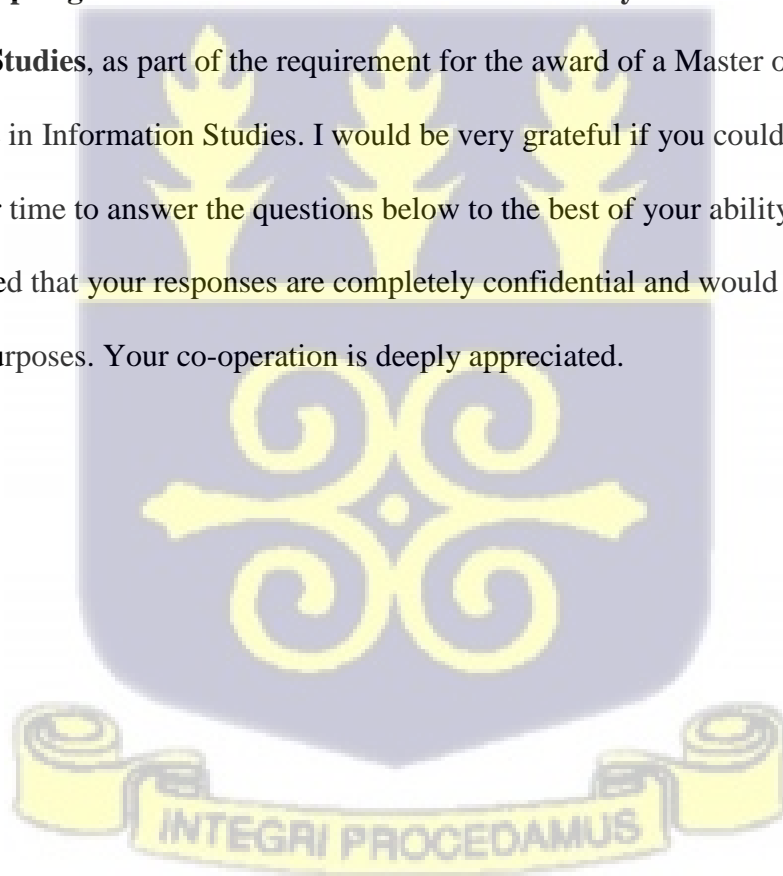 Studies, as part of the requirement for the award of a Master o
in Information Studies. I would be very grateful if you could
time to answer the questions below to the best of your ability
ed that your responses are completely confidential and would
urposes. Your co-operation is deeply appreciated.
INTEGRI PROCEDAMUS